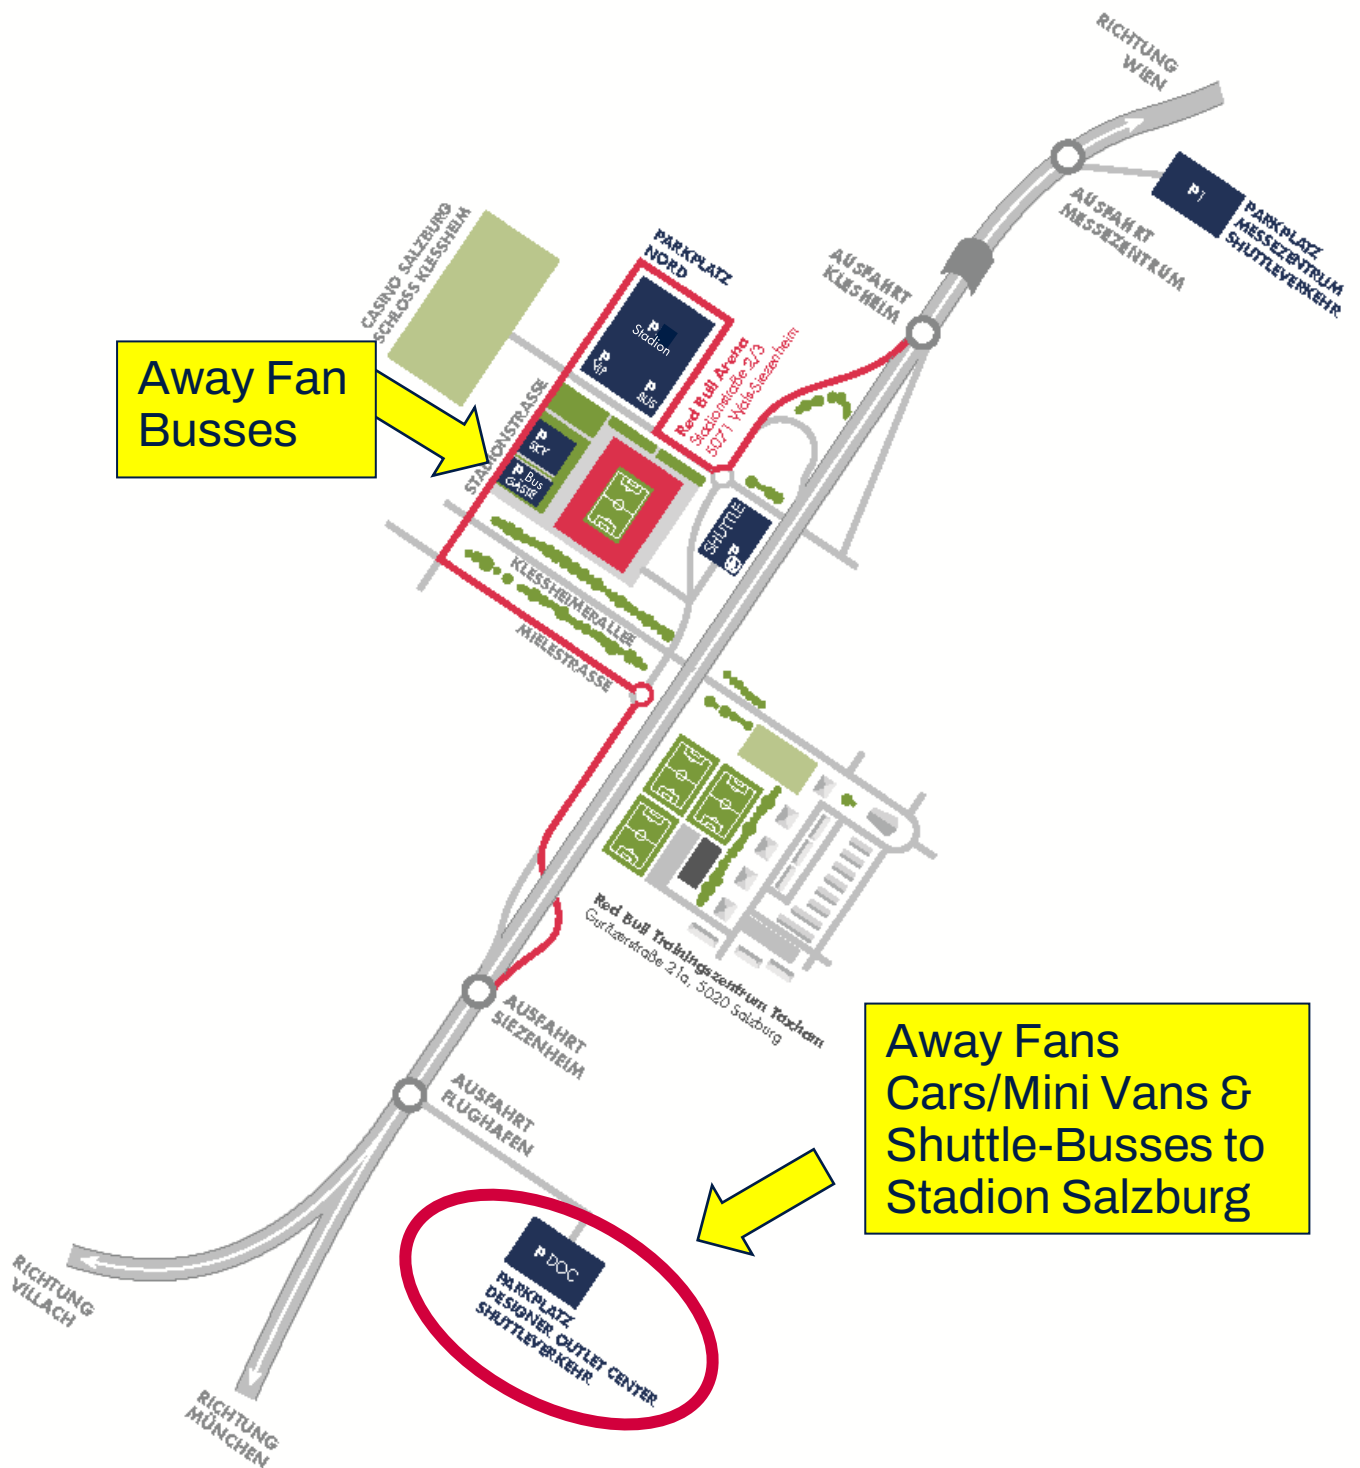 RICHTUNG
WIEN
P1
PARKPLATZ
MESSEZENTRUM
SHUTTLEVERKEHR
AUSFAHRT
MESSEZENTRUM
AUSFAHRT
KLESHEIM
CASINO SALZBURG
SCHLOSS KLESSHEIM
PARKPLATZ
NORD
P
Stadion
P
VIP
P
BUS
Red Bull Arena
Stadionstraße 2/3
5071 Wals-Siezenheim
Away Fan
Busses
STADIONSTRASSE
P
SKY
P Bus
GÄSTE
SHUTTLE
P
KLESSHEIMERALLEE
MIELESTRASSE
Red Bull Trainingszentrum Taxham
Guritzerstraße 21a, 5020 Salzburg
AUSFAHRT
SIEZENHEIM
AUSFAHRT
FLUGHAFEN
Away Fans
Cars/Mini Vans &
Shuttle-Busses to
Stadion Salzburg
P DOC
PARKPLATZ
DESIGNER OUTLET CENTER
SHUTTLEVERKEHR
RICHTUNG
VILLACH
RICHTUNG
MÜNCHEN